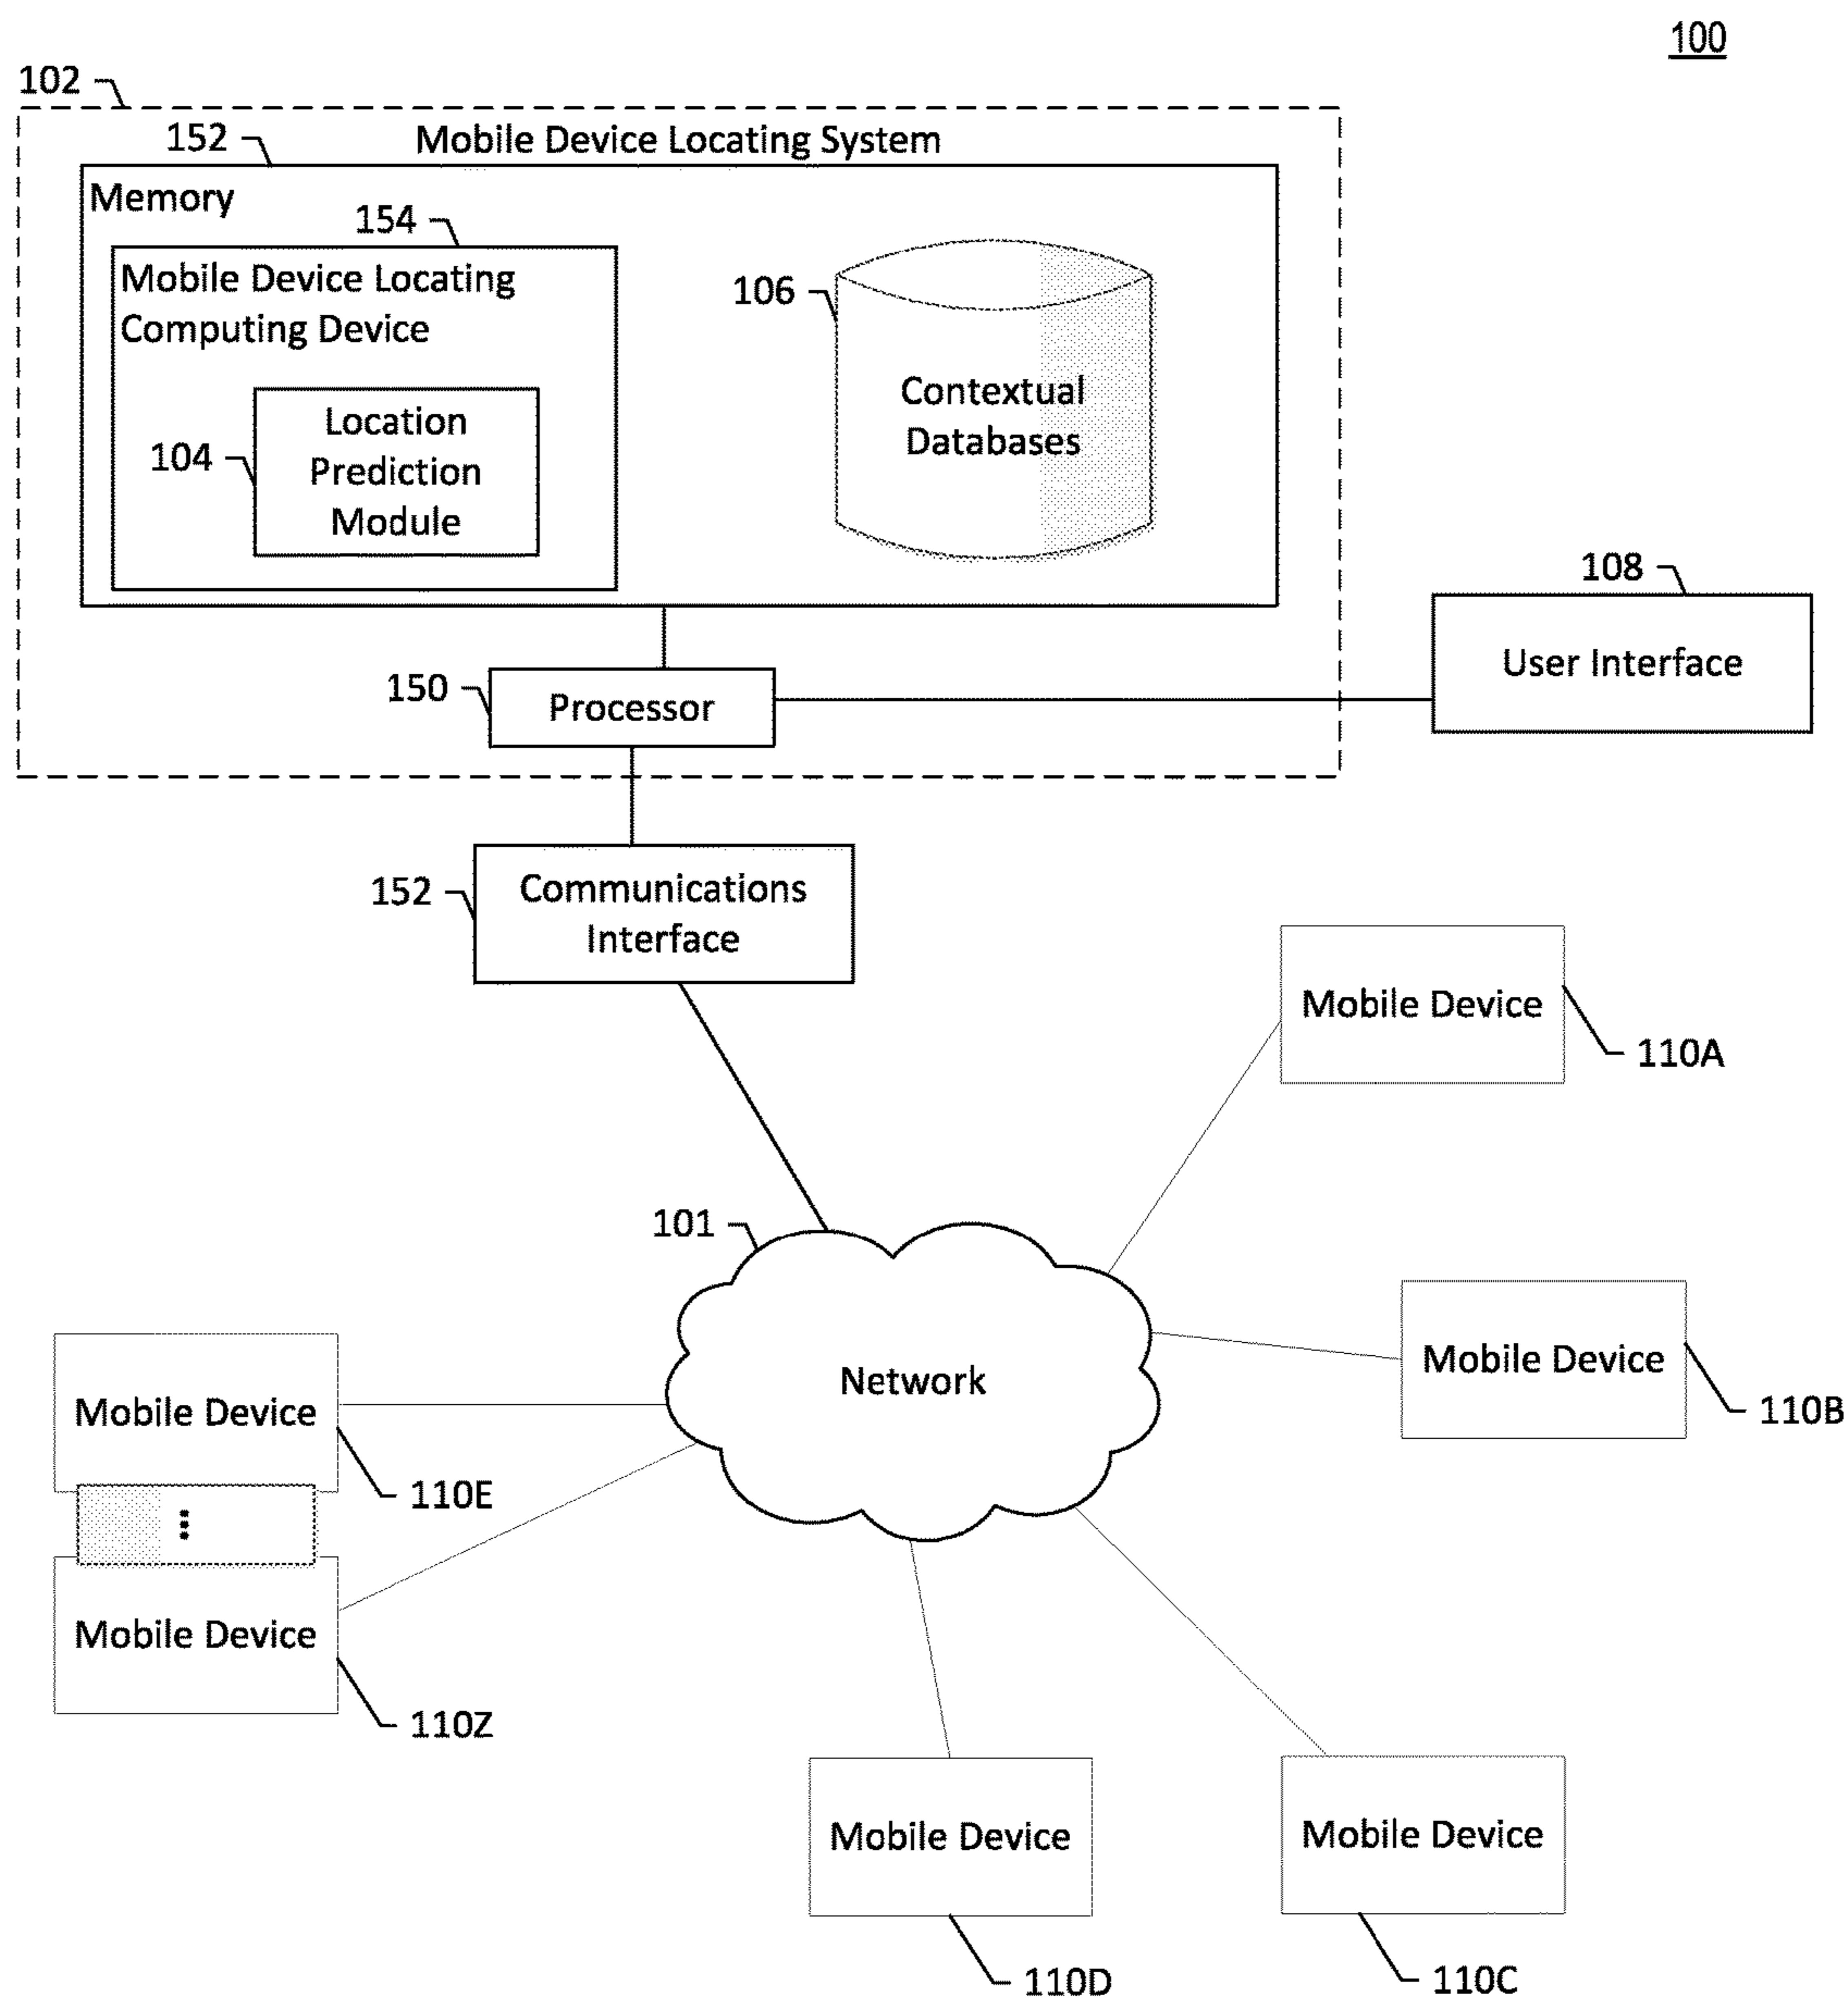 100
102
152
Mobile Device Locating System
Memory
154
Mobile Device Locating
Computing Device
106
Contextual
Databases
104
Location
Prediction
Module
108
User Interface
150
Processor
152
Communications
Interface
Mobile Device
110A
101
Network
Mobile Device
110B
Mobile Device
110E
...
Mobile Device
110Z
Mobile Device
110D
Mobile Device
110C